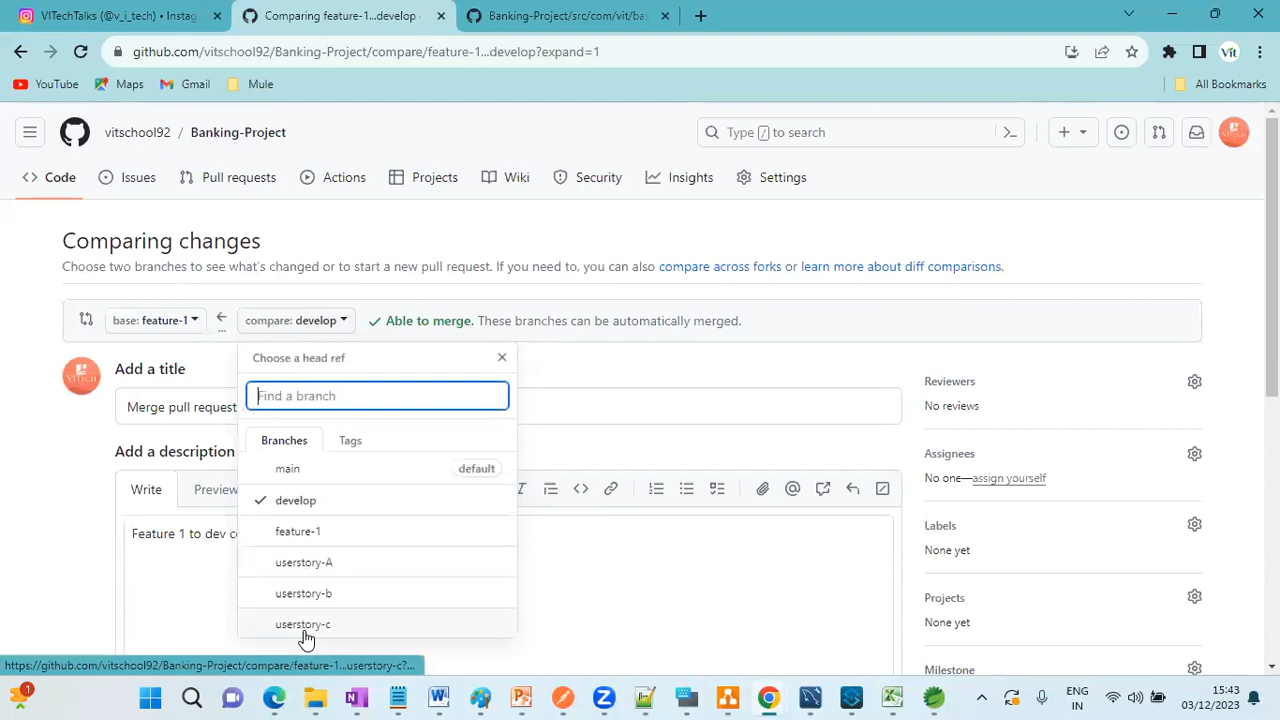 VITechTalks (@v_i_tech) • Instag
Comparing feature-1...develop ·
Banking-Project/src/com/vit/ba
github.com/vitschool92/Banking-Project/compare/feature-1...develop?expand=1
Vit
YouTube
Maps
Gmail
Mule
All Bookmarks
vitschool92 / Banking-Project
Type / to search
VITECH
Code
Issues
Pull requests
Actions
Projects
Wiki
Security
Insights
Settings
Comparing changes
Choose two branches to see what's changed or to start a new pull request. If you need to, you can also compare across forks or learn more about diff comparisons.
base: feature-1
compare: develop
Able to merge. These branches can be automatically merged.
Choose a head ref
Find a branch
Branches
Tags
main default
develop
feature-1
userstory-A
userstory-b
userstory-c
VITECH
Add a title
Merge pull request
Add a description
Write
Preview
Feature 1 to dev c
Reviewers
No reviews
Assignees
No one—assign yourself
Labels
None yet
Projects
None yet
Milestone
https://github.com/vitschool92/Banking-Project/compare/feature-1...userstory-c?...
1
ENG
IN
15:43
03/12/2023